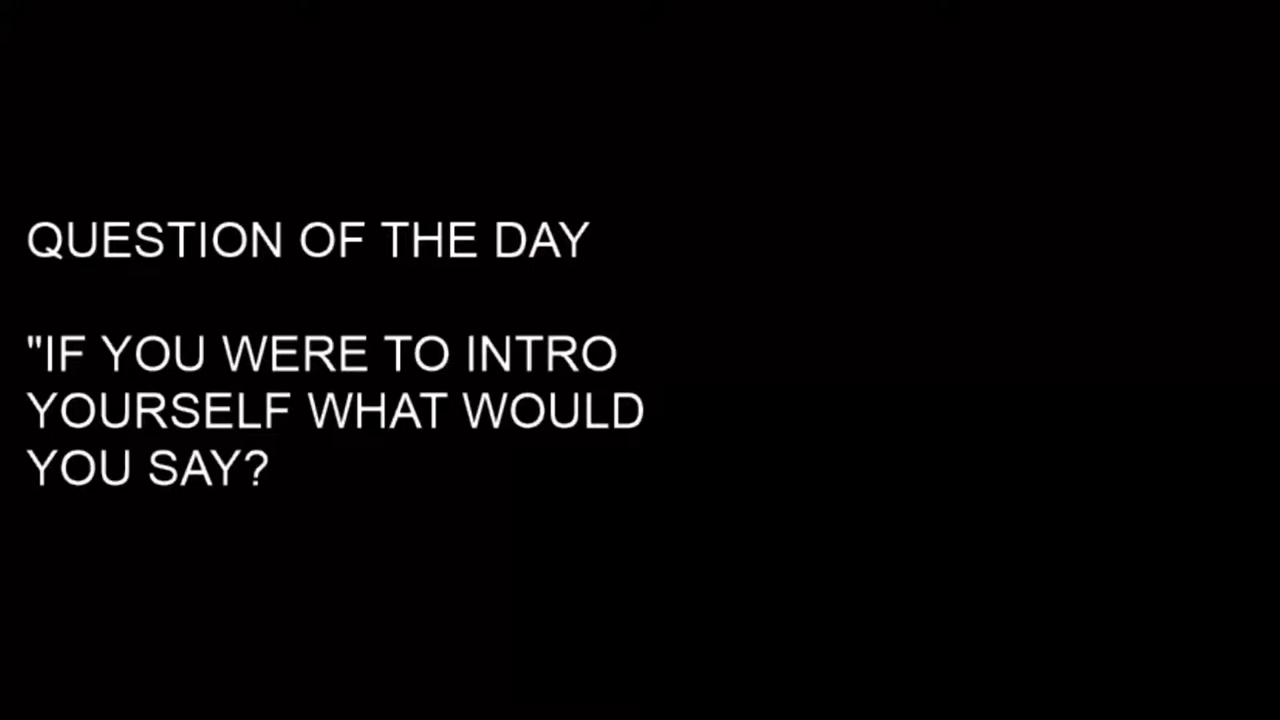 QUESTION OF THE DAY
"IF YOU WERE TO INTRO
YOURSELF WHAT WOULD
YOU SAY?